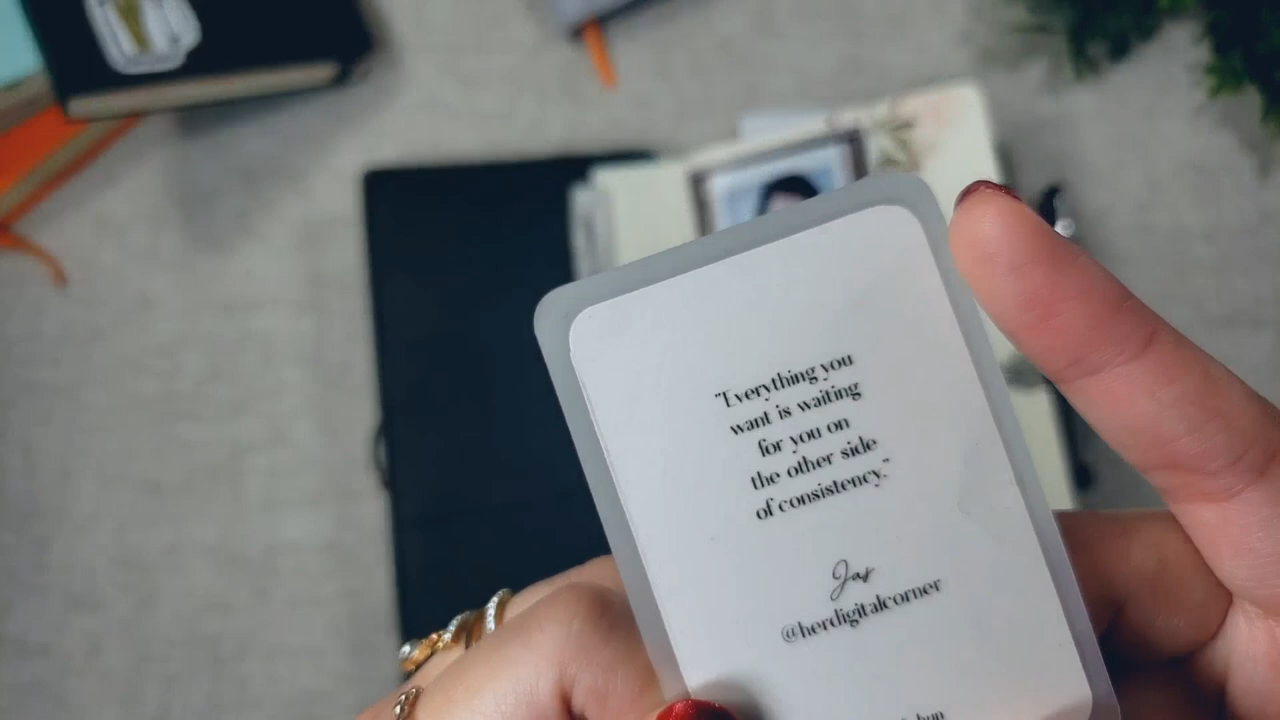 "Everything you
want is waiting
for you on
the other side
of consistency."
Jas
@herdigitalcorner